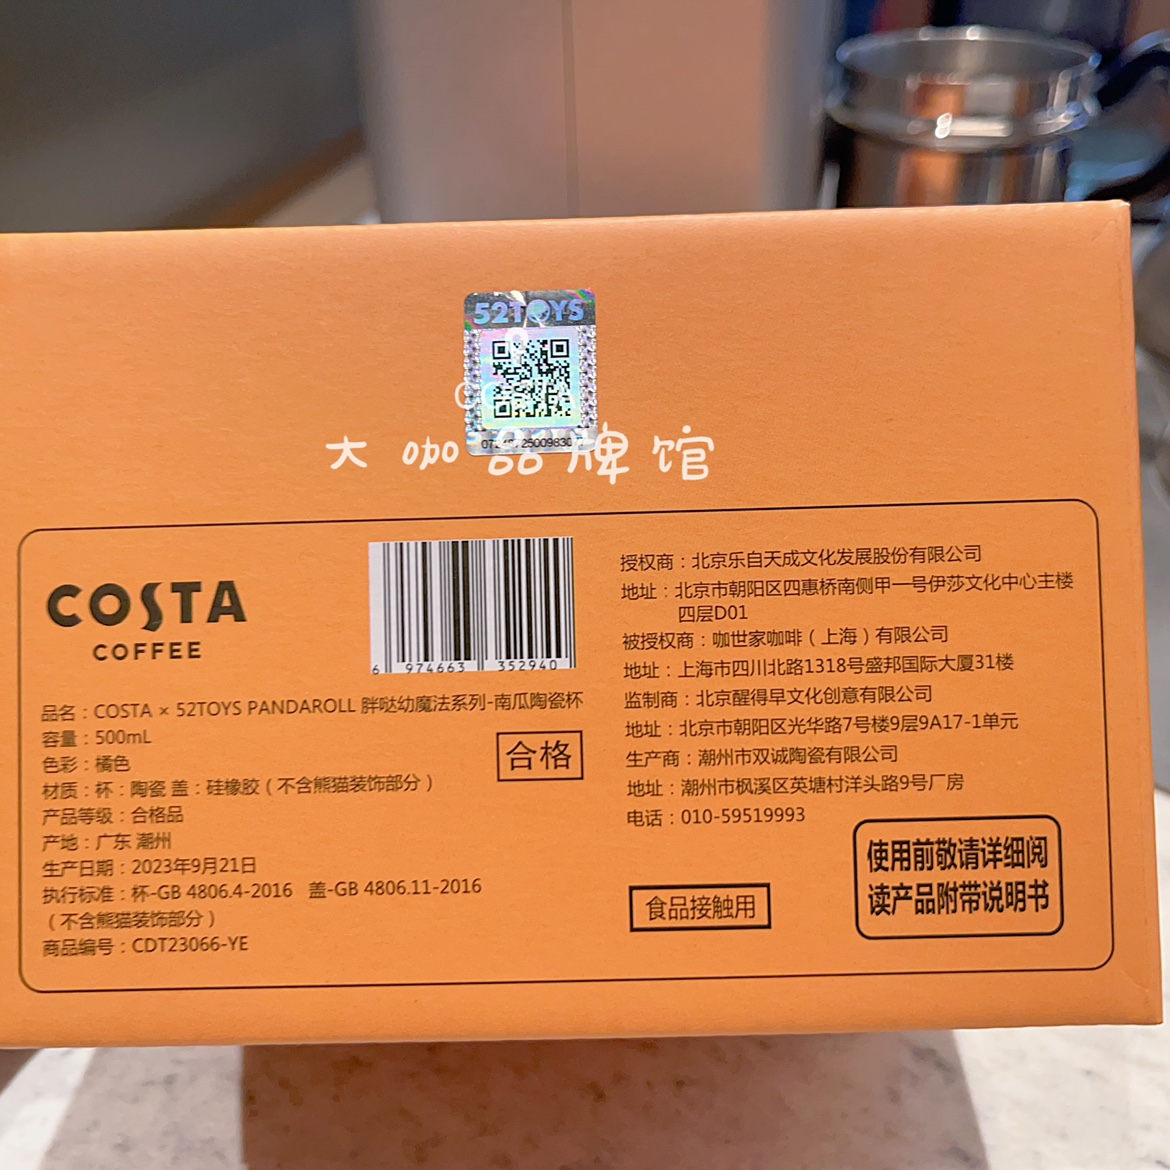 52TOYS
大咖品牌馆
COSTA
COFFEE
6 974663 352940
品名：COSTA × 52TOYS PANDAROLL 胖哒幼魔法系列-南瓜陶瓷杯
容量：500mL
色彩：橘色
材质：杯：陶瓷 盖：硅橡胶（不含熊猫装饰部分）
产品等级：合格品
产地：广东 潮州
生产日期：2023年9月21日
执行标准：杯-GB 4806.4-2016 盖-GB 4806.11-2016
（不含熊猫装饰部分）
商品编号：CDT23066-YE
合格
授权商：北京乐自天成文化发展股份有限公司
地址：北京市朝阳区四惠桥南侧甲一号伊莎文化中心主楼
四层D01
被授权商：咖世家咖啡（上海）有限公司
地址：上海市四川北路1318号盛邦国际大厦31楼
监制商：北京醒得早文化创意有限公司
地址：北京市朝阳区光华路7号楼9层9A17-1单元
生产商：潮州市双诚陶瓷有限公司
地址：潮州市枫溪区英塘村洋头路9号厂房
电话：010-59519993
食品接触用
使用前敬请详细阅
读产品附带说明书